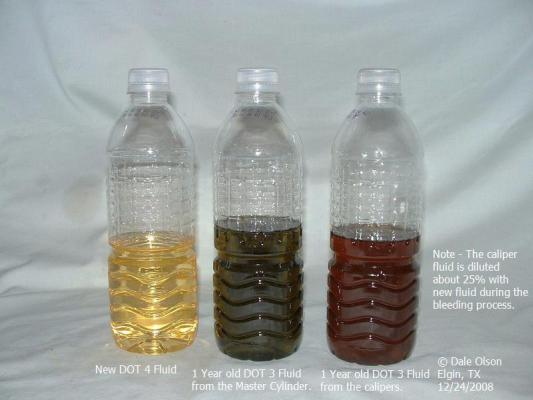 Note - The caliper
fluid is diluted
about 25% with
new fluid during the
bleeding process.
New DOT 4 Fluid
1 Year old DOT 3 Fluid
from the Master Cylinder.
1 Year old DOT 3 Fluid
from the calipers.
© Dale Olson
Elgin, TX
12/24/2008